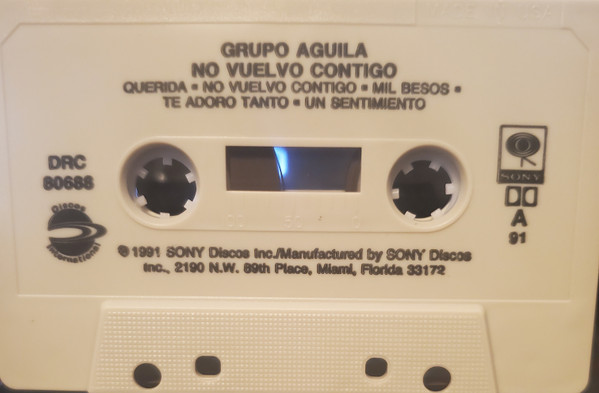 GRUPO AGUILA
NO VUELVO CONTIGO
QUERIDA • NO VUELVO CONTIGO • MIL BESOS •
TE ADORO TANTO • UN SENTIMIENTO
DRC
80688
Discos
International
SONY
A
91
℗1991 SONY Discos Inc./Manufactured by SONY Discos
Inc., 2190 N.W. 89th Place, Miami, Florida 33172